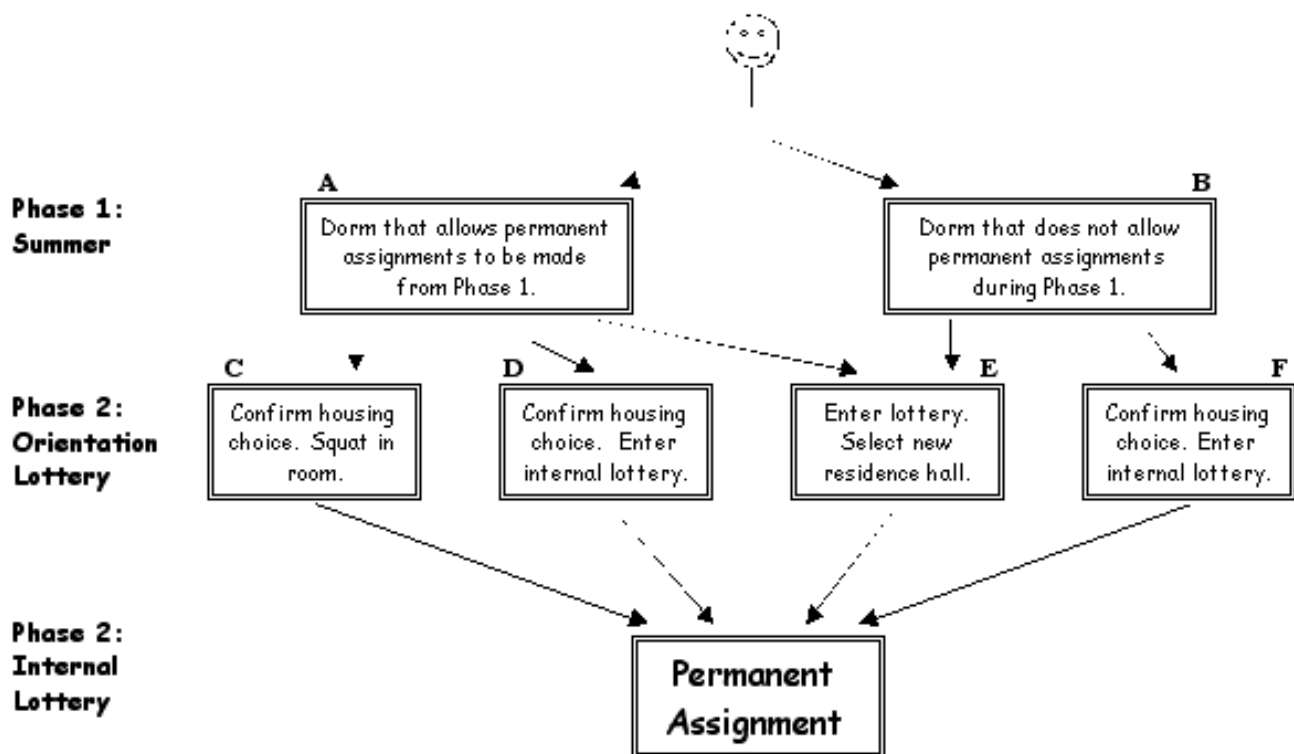 A
B
Phase 1:
Summer
Dorm that allows permanent
assignments to be made
from Phase 1.
Dorm that does not allow
permanent assignments
during Phase 1.
C
D
E
F
Phase 2:
Orientation
Lottery
Confirm housing
choice. Squat in
room.
Confirm housing
choice. Enter
internal lottery.
Enter lottery.
Select new
residence hall.
Confirm housing
choice. Enter
internal lottery.
Phase 2:
Internal
Lottery
Permanent
Assignment